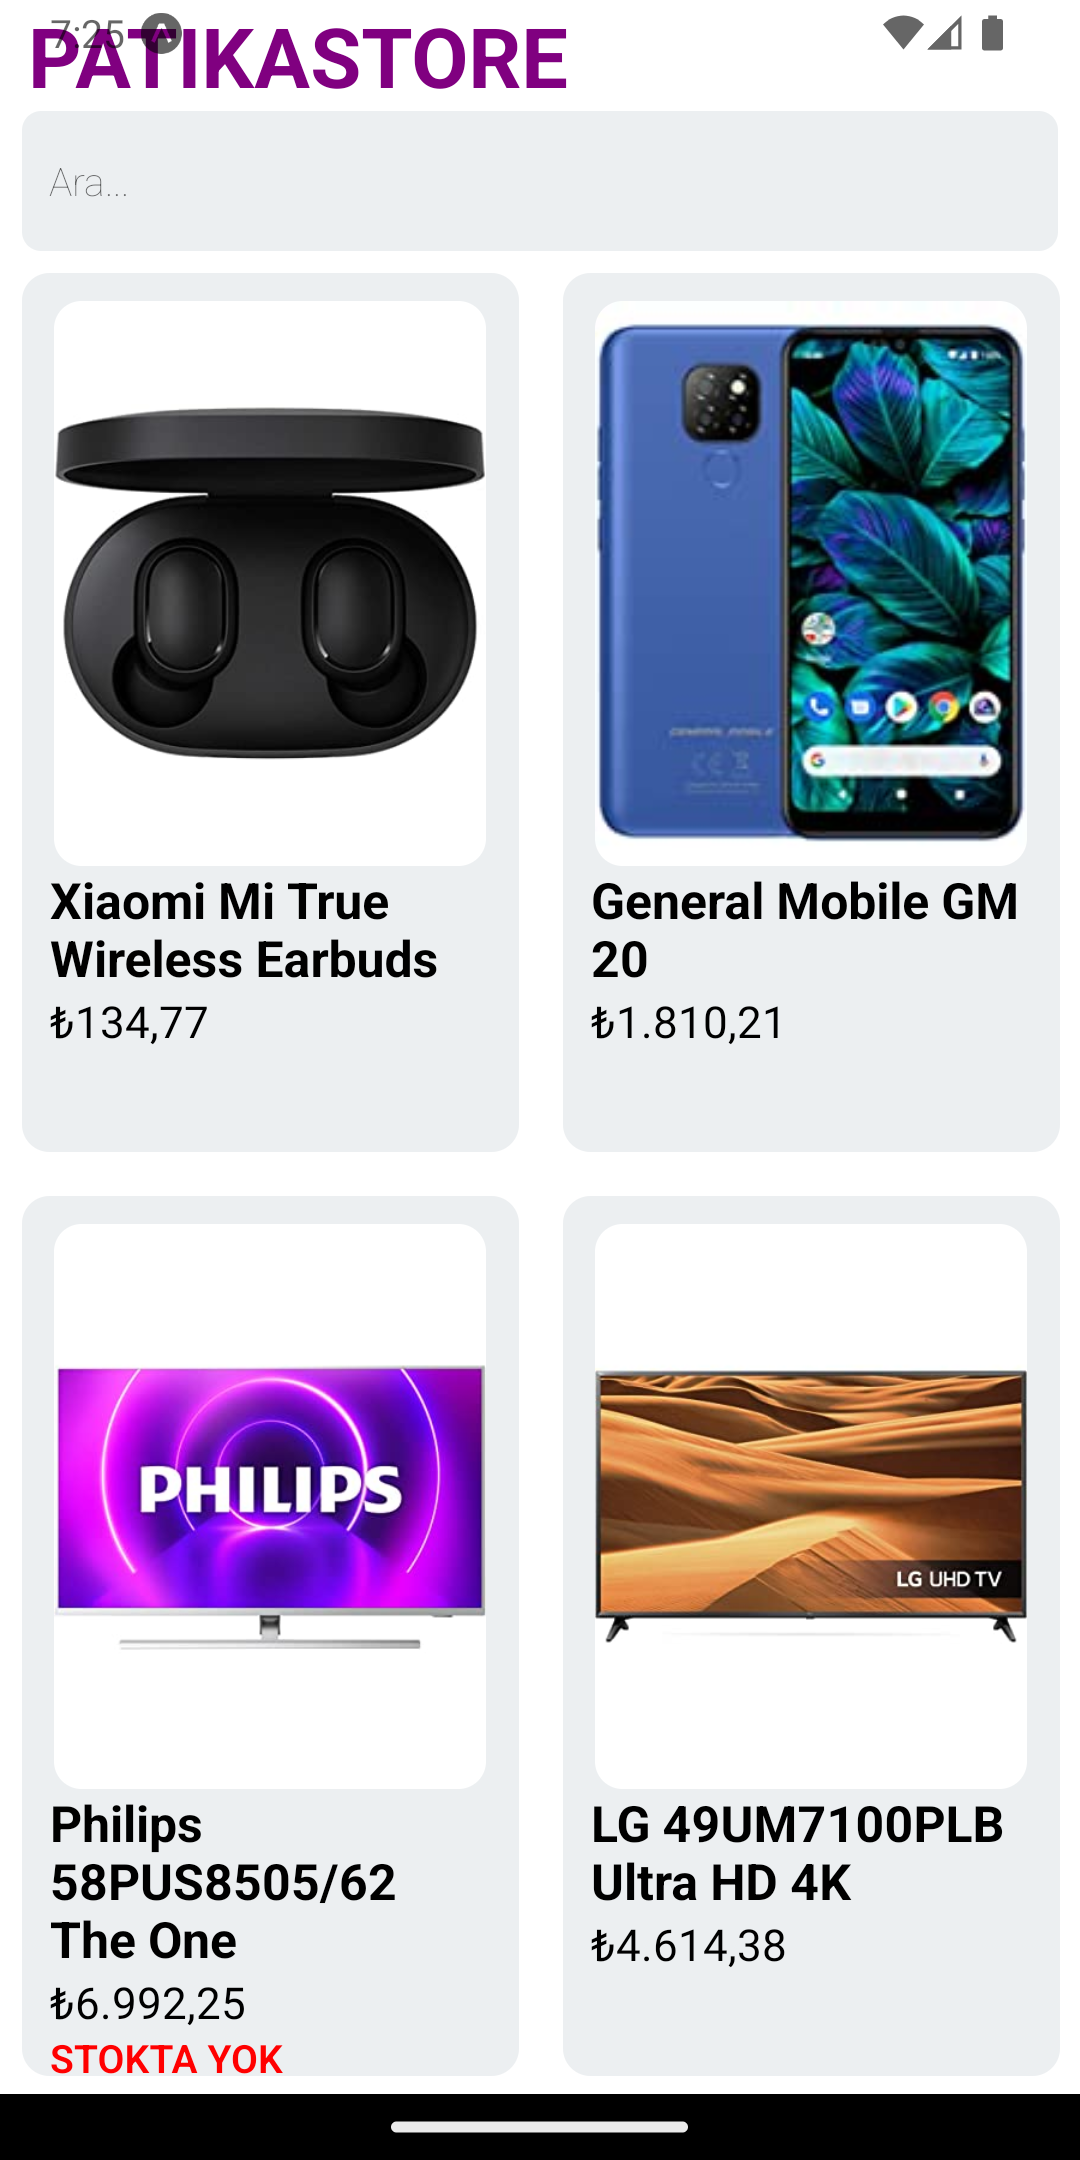 7:25
PATIKASTORE
Ara...
Xiaomi Mi True
Wireless Earbuds
₺134,77
General Mobile GM
20
₺1.810,21
PHILIPS
Philips
58PUS8505/62
The One
₺6.992,25
STOKTA YOK
LG UHD TV
LG 49UM7100PLB
Ultra HD 4K
₺4.614,38